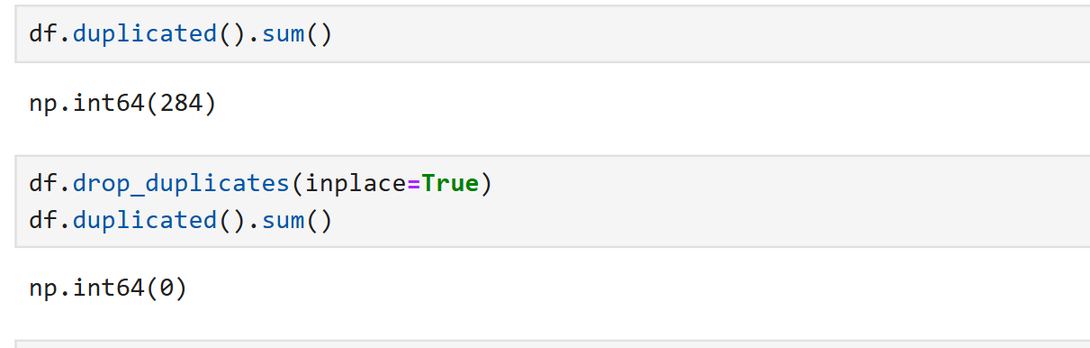 df.duplicated().sum()
np.int64(284)
df.drop_duplicates(inplace=True)
df.duplicated().sum()
np.int64(0)